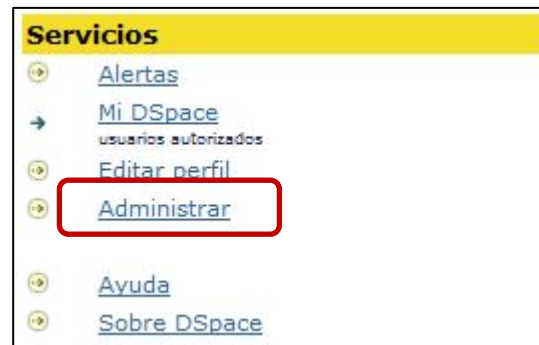 Servicios
Alertas
Mi DSpace
usuarios autorizados
Editar perfil
Administrar
Ayuda
Sobre DSpace